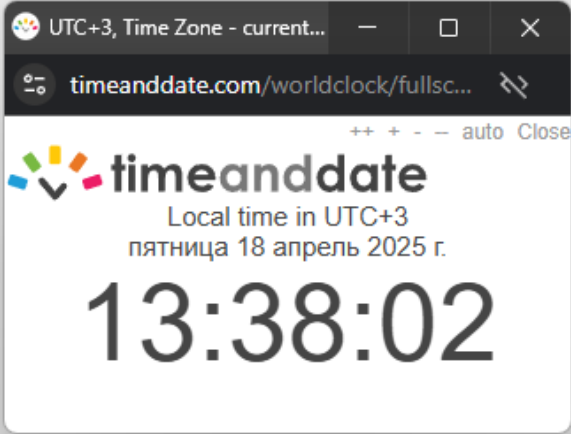 UTC+3, Time Zone - current...
timeanddate.com/worldclock/fullsc...
++ + - -- auto Close
timeanddate
Local time in UTC+3
пятница 18 апрель 2025 г.
13:38:02